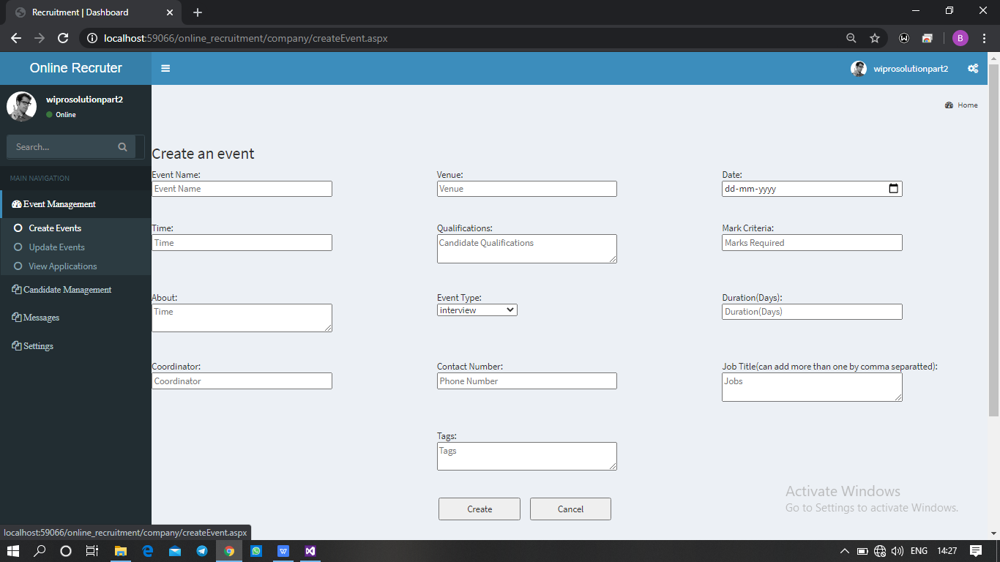 Recruitment | Dashboard
localhost:59066/online_recruitment/company/createEvent.aspx
B
Online Recruter
wiprosolutionpart2
wiprosolutionpart2
Online
Home
Search...
MAIN NAVIGATION
Event Management
Create Events
Update Events
View Applications
Candidate Management
Messages
Settings
Create an event
Event Name: Venue: Date:
Event Name Venue dd-mm-yyyy
Time: Qualifications: Mark Criteria:
Time Candidate Qualifications Marks Required
About: Event Type: Duration(Days):
Time interview Duration(Days)
Coordinator: Contact Number: Job Title(can add more than one by comma separatted):
Coordinator Phone Number Jobs
Tags:
Tags
Create Cancel
Activate Windows
Go to Settings to activate Windows.
localhost:59066/online_recruitment/company/createEvent.aspx
ENG 14:27